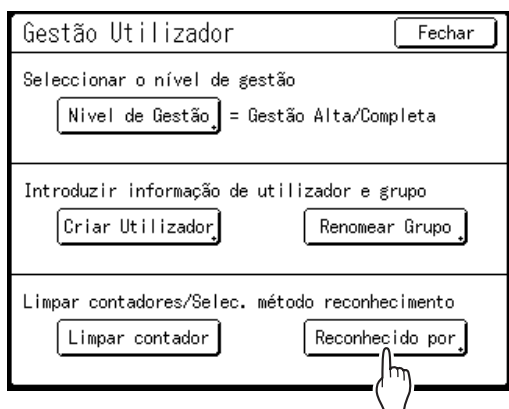 Gestão Utilizador Fechar
Seleccionar o nível de gestão
Nivel de Gestão = Gestão Alta/Completa
Introduzir informação de utilizador e grupo
Criar Utilizador Renomear Grupo
Limpar contadores/Selec. método reconhecimento
Limpar contador Reconhecido por